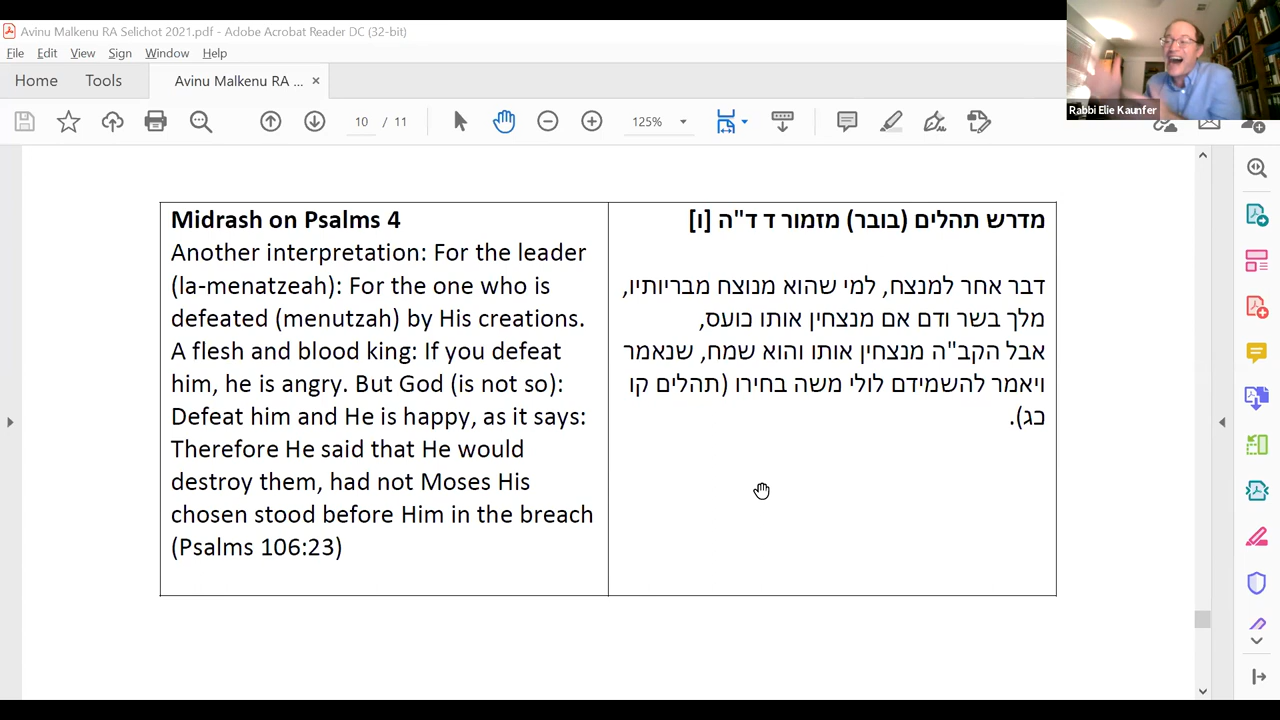 Avinu Malkenu RA Selichot 2021.pdf - Adobe Acrobat Reader DC (32-bit)
File Edit View Sign Window Help
Home Tools Avinu Malkenu RA ... ×
10 / 11 125%
Rabbi Elie Kaunfer
Midrash on Psalms 4
Another interpretation: For the leader
(la-menatzeah): For the one who is
defeated (menutzah) by His creations.
A flesh and blood king: If you defeat
him, he is angry. But God (is not so):
Defeat him and He is happy, as it says:
Therefore He said that He would
destroy them, had not Moses His
chosen stood before Him in the breach
(Psalms 106:23)
מדרש תהלים (בובר) מזמור ד ד"ה [ו]
דבר אחר למנצח, למי שהוא מנוצח מבריותיו,
מלך בשר ודם אם מנצחין אותו כועס,
אבל הקב"ה מנצחין אותו והוא שמח, שנאמר
ויאמר להשמידם לולי משה בחירו (תהלים קו
כג).